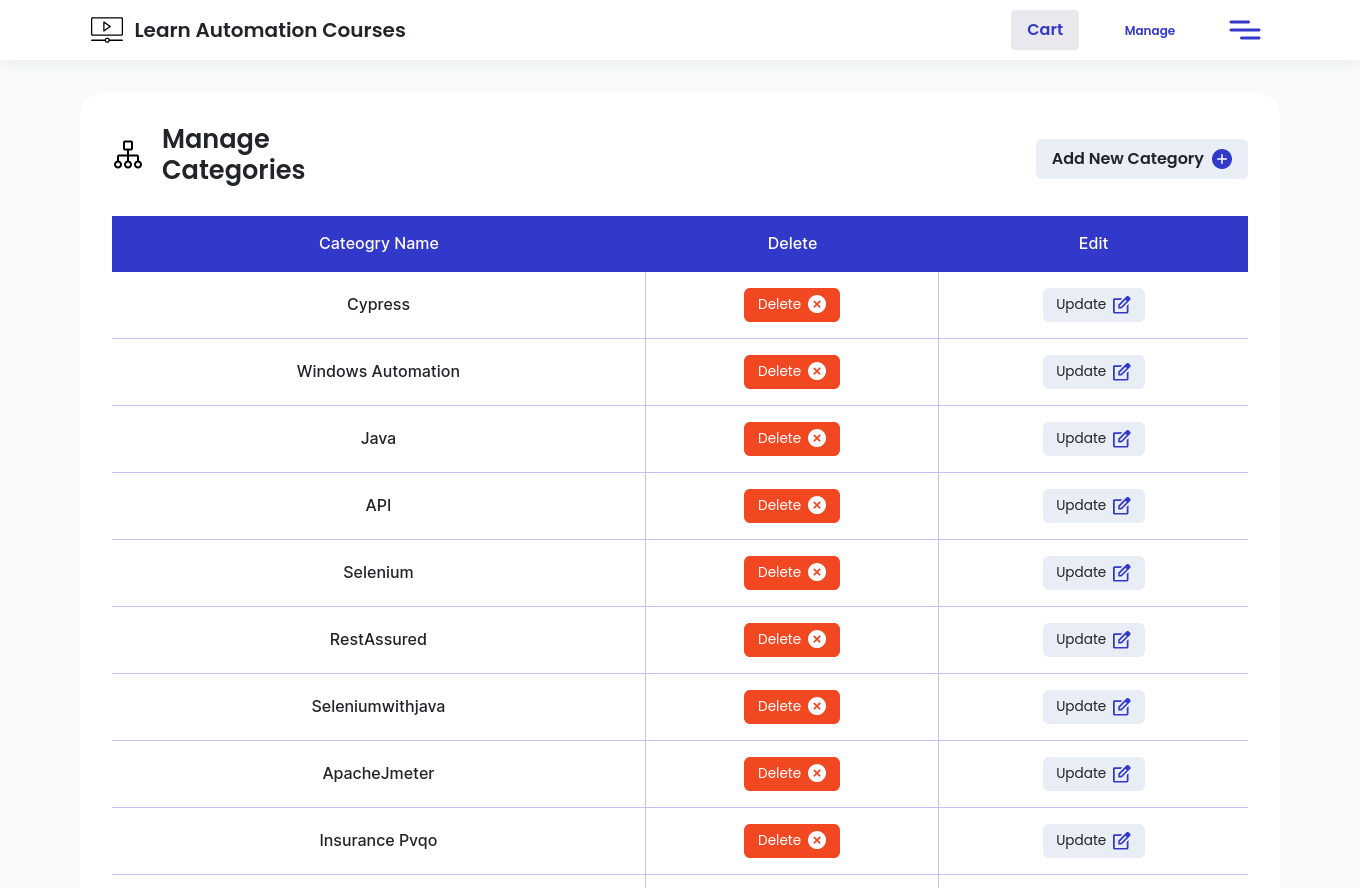 Learn Automation Courses
Cart
Manage
Manage
Categories
Add New Category
Cateogry Name Delete Edit
Cypress Delete Update
Windows Automation Delete Update
Java Delete Update
API Delete Update
Selenium Delete Update
RestAssured Delete Update
Seleniumwithjava Delete Update
ApacheJmeter Delete Update
Insurance Pvqo Delete Update